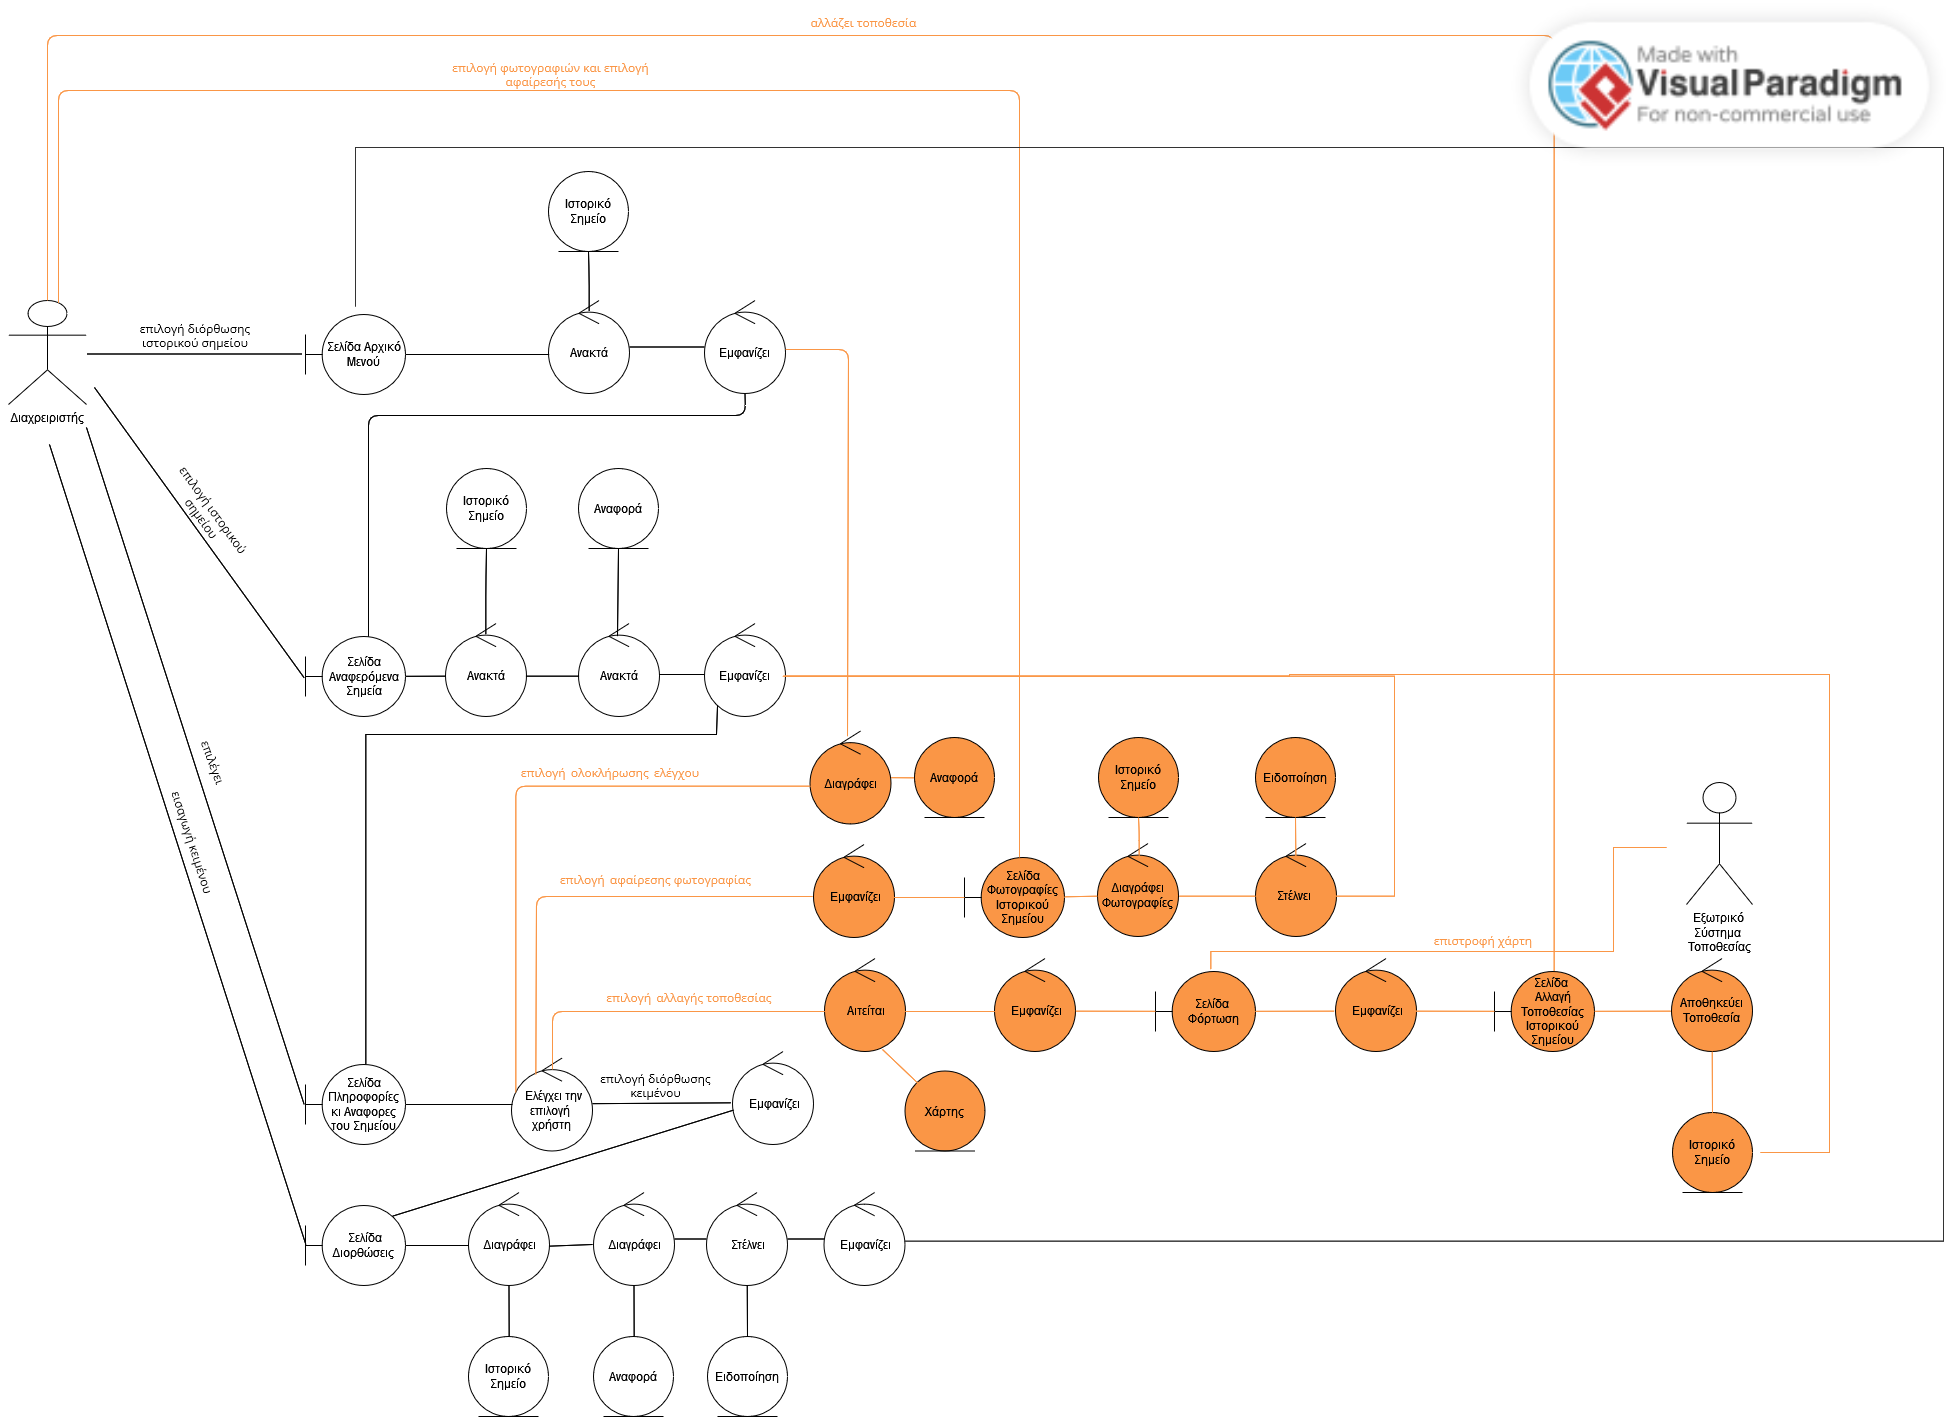 αλλάζει τοποθεσία
Made with
Visual Paradigm
For non-commercial use
επιλογή φωτογραφιών και επιλογή
αφαίρεσής τους
Ιστορικό
Σημείο
επιλογή διόρθωσης
ιστορικού σημείου
Σελίδα Αρχικό
Μενού
Ανακτά
Εμφανίζει
Διαχρειριστής
επιλογή ιστορικού
σημείου
Ιστορικό
Σημείο
Αναφορά
Σελίδα
Αναφερόμενα
Σημεία
Ανακτά
Ανακτά
Εμφανίζει
επιλέγει
εισαγωγή κειμένου
επιλογή ολοκλήρωσης ελέγχου
Διαγράφει
Αναφορά
Ιστορικό
Σημείο
Ειδοποίηση
επιλογή αφαίρεσης φωτογραφίας
Εμφανίζει
Σελίδα
Φωτογραφίες
Ιστορικού
Σημείου
Διαγράφει
Φωτογραφίες
Στέλνει
Εξωτρικό
Σύστημα
Τοποθεσίας
επιστροφή χάρτη
επιλογή αλλαγής τοποθεσίας
Αιτείται
Εμφανίζει
Σελίδα
Φόρτωση
Εμφανίζει
Σελίδα
Αλλαγή
Τοποθεσίας
Ιστορικού
Σημείου
Αποθηκεύει
Τοποθεσία
Σελίδα
Πληροφορίες
κι Αναφορες
του Σημείου
Ελέγχει την
επιλογή
χρήστη
επιλογή διόρθωσης
κειμένου
Εμφανίζει
Χάρτης
Ιστορικό
Σημείο
Σελίδα
Διορθώσεις
Διαγράφει
Διαγράφει
Στέλνει
Εμφανίζει
Ιστορικό
Σημείο
Αναφορά
Ειδοποίηση